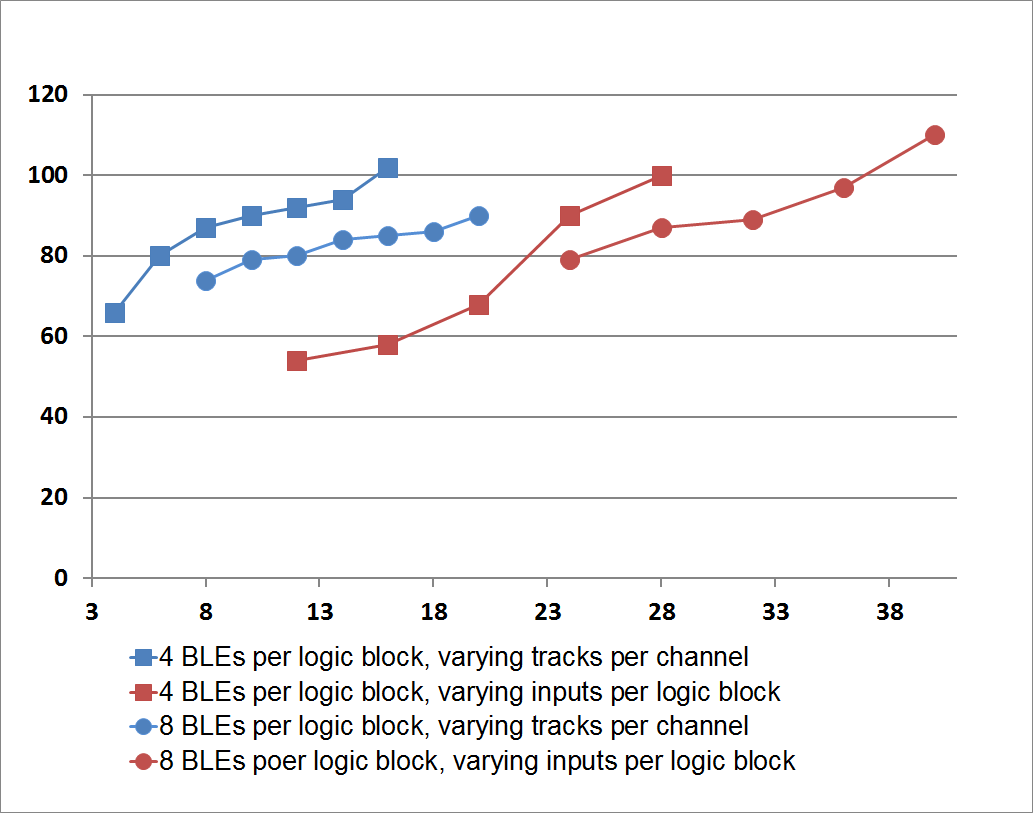 120
100
80
60
40
20
0
3 8 13 18 23 28 33 38
4 BLEs per logic block, varying tracks per channel
4 BLEs per logic block, varying inputs per logic block
8 BLEs per logic block, varying tracks per channel
8 BLEs poer logic block, varying inputs per logic block